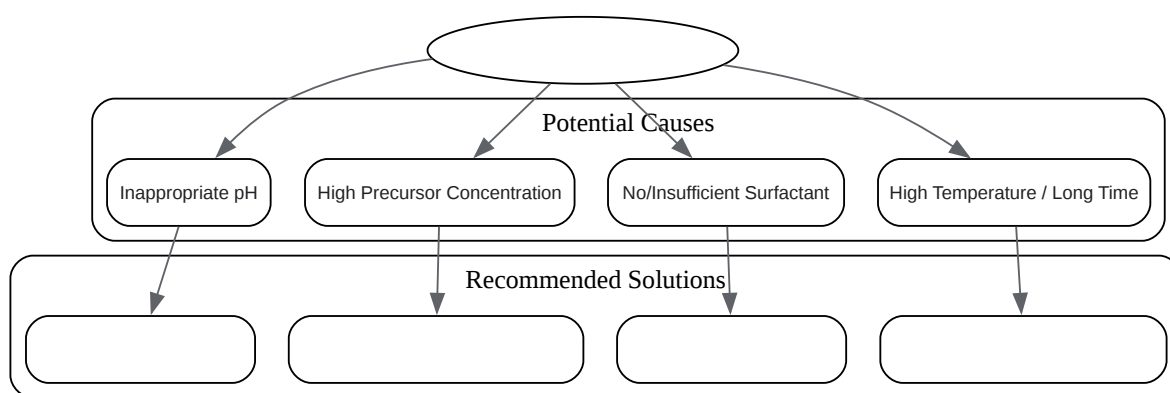 Potential Causes
Inappropriate pH
High Precursor Concentration
No/Insufficient Surfactant
High Temperature / Long Time
Recommended Solutions